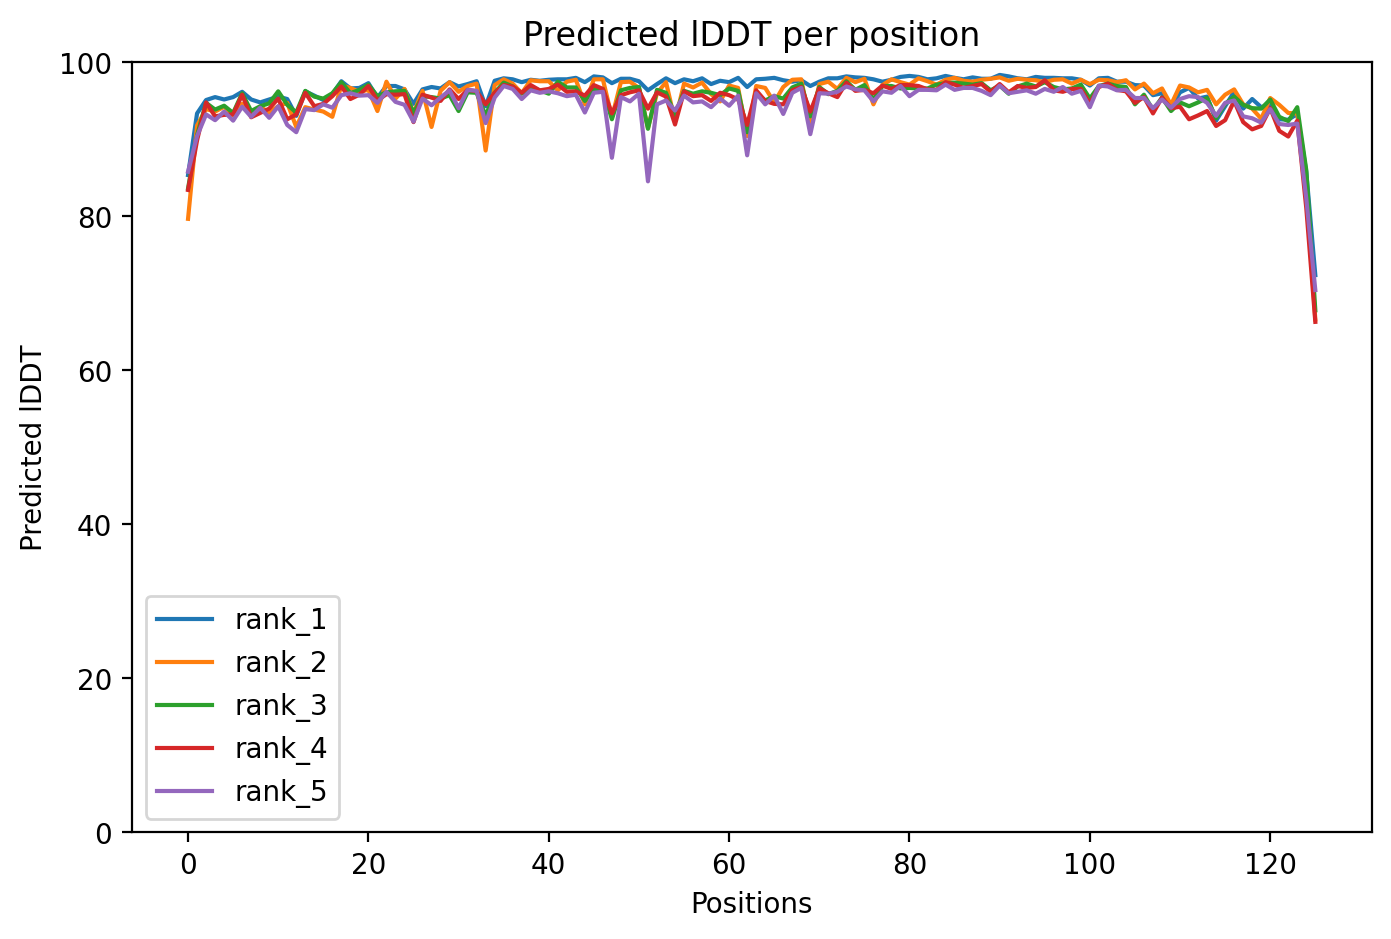 Predicted lDDT per position
Predicted lDDT
100
80
60
40
20
0
rank_1
rank_2
rank_3
rank_4
rank_5
0 20 40 60 80 100 120
Positions